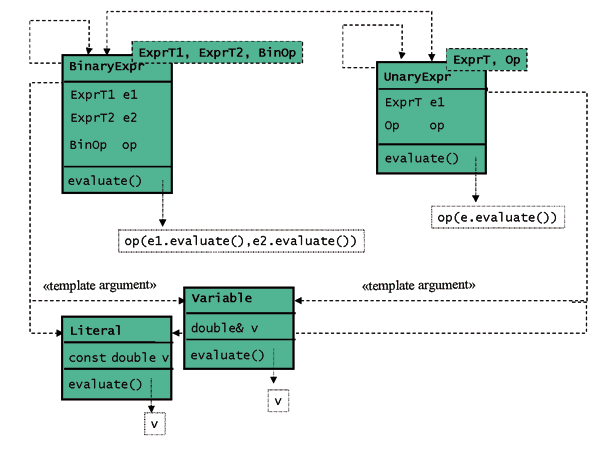 ExprT1, ExprT2, BinOp
BinaryExpr
ExprT1 e1
ExprT2 e2
BinOp op
evaluate()
op(e1.evaluate(),e2.evaluate())
ExprT, Op
UnaryExpr
ExprT e1
Op op
evaluate()
op(e.evaluate())
«template argument»
«template argument»
Variable
double& v
evaluate()
v
Literal
const double v
evaluate()
v